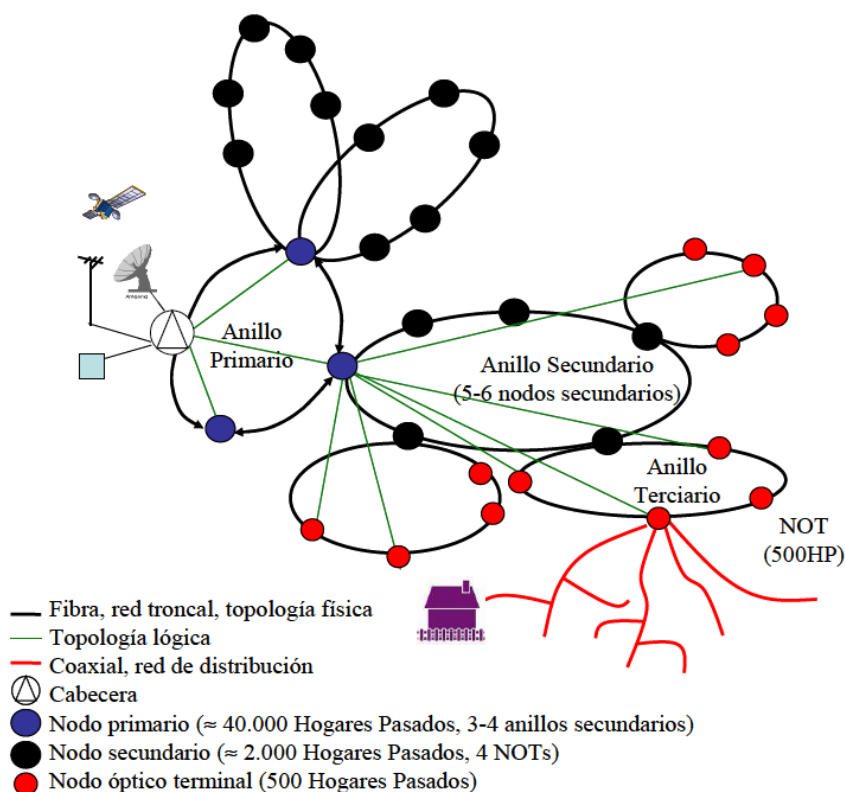 Antenna
Anillo
Primario
Anillo Secundario
(5-6 nodos secundarios)
Anillo
Terciario
NOT
(500HP)
Fibra, red troncal, topología física
Topología lógica
Coaxial, red de distribución
Cabecera
Nodo primario (≈ 40.000 Hogares Pasados, 3-4 anillos secundarios)
Nodo secundario (≈ 2.000 Hogares Pasados, 4 NOTs)
Nodo óptico terminal (500 Hogares Pasados)